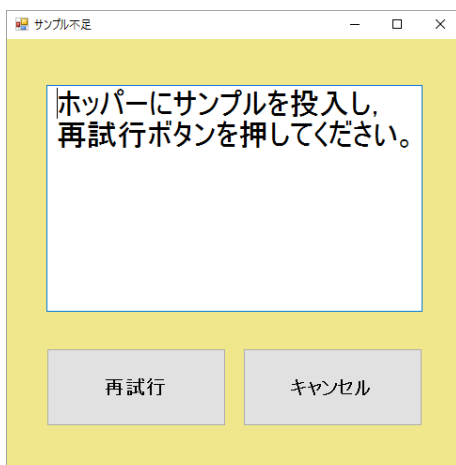 サンプル不足
ホッパーにサンプルを投入し,
再試行ボタンを押してください。
再試行
キャンセル